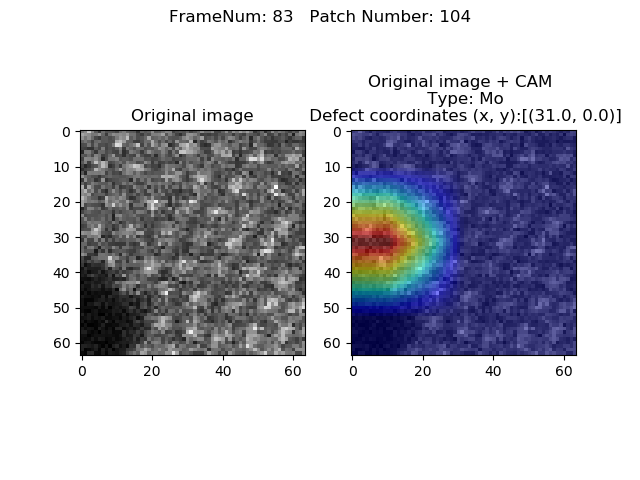 FrameNum: 83   Patch Number: 104
Original image
Original image + CAM
Type: Mo
Defect coordinates (x, y):[(31.0, 0.0)]
0
10
20
30
40
50
60
0 20 40 60
0
10
20
30
40
50
60
0 20 40 60